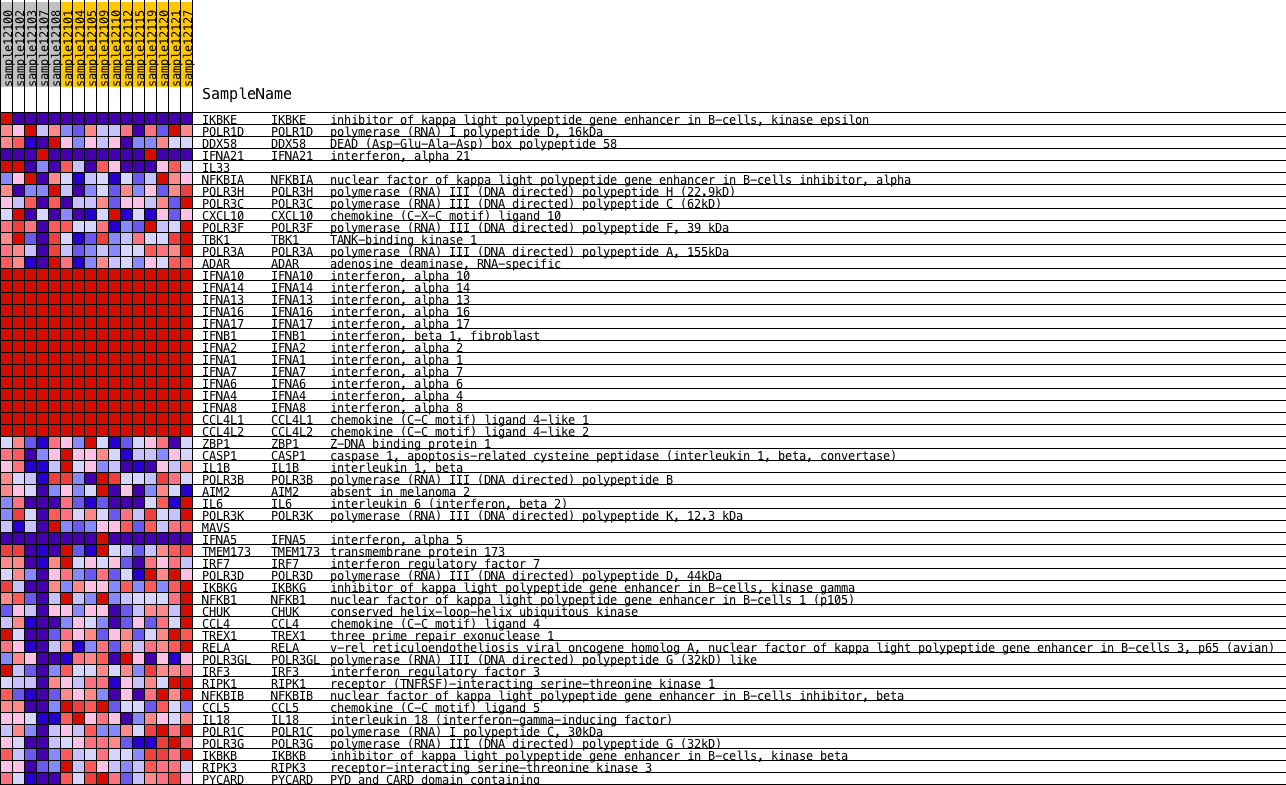 sample12100 sample12102 sample12103 sample12107 sample12108 sample12101 sample12104 sample12105 sample12109 sample12110 sample12112 sample12115 sample12119 sample12120 sample12121 sample12127
SampleName
IKBKE IKBKE inhibitor of kappa light polypeptide gene enhancer in B-cells, kinase epsilon
POLR1D POLR1D polymerase (RNA) I polypeptide D, 16kDa
DDX58 DDX58 DEAD (Asp-Glu-Ala-Asp) box polypeptide 58
IFNA21 IFNA21 interferon, alpha 21
IL33
NFKBIA NFKBIA nuclear factor of kappa light polypeptide gene enhancer in B-cells inhibitor, alpha
POLR3H POLR3H polymerase (RNA) III (DNA directed) polypeptide H (22.9kD)
POLR3C POLR3C polymerase (RNA) III (DNA directed) polypeptide C (62kD)
CXCL10 CXCL10 chemokine (C-X-C motif) ligand 10
POLR3F POLR3F polymerase (RNA) III (DNA directed) polypeptide F, 39 kDa
TBK1 TBK1 TANK-binding kinase 1
POLR3A POLR3A polymerase (RNA) III (DNA directed) polypeptide A, 155kDa
ADAR ADAR adenosine deaminase, RNA-specific
IFNA10 IFNA10 interferon, alpha 10
IFNA14 IFNA14 interferon, alpha 14
IFNA13 IFNA13 interferon, alpha 13
IFNA16 IFNA16 interferon, alpha 16
IFNA17 IFNA17 interferon, alpha 17
IFNB1 IFNB1 interferon, beta 1, fibroblast
IFNA2 IFNA2 interferon, alpha 2
IFNA1 IFNA1 interferon, alpha 1
IFNA7 IFNA7 interferon, alpha 7
IFNA6 IFNA6 interferon, alpha 6
IFNA4 IFNA4 interferon, alpha 4
IFNA8 IFNA8 interferon, alpha 8
CCL4L1 CCL4L1 chemokine (C-C motif) ligand 4-like 1
CCL4L2 CCL4L2 chemokine (C-C motif) ligand 4-like 2
ZBP1 ZBP1 Z-DNA binding protein 1
CASP1 CASP1 caspase 1, apoptosis-related cysteine peptidase (interleukin 1, beta, convertase)
IL1B IL1B interleukin 1, beta
POLR3B POLR3B polymerase (RNA) III (DNA directed) polypeptide B
AIM2 AIM2 absent in melanoma 2
IL6 IL6 interleukin 6 (interferon, beta 2)
POLR3K POLR3K polymerase (RNA) III (DNA directed) polypeptide K, 12.3 kDa
MAVS
IFNA5 IFNA5 interferon, alpha 5
TMEM173 TMEM173 transmembrane protein 173
IRF7 IRF7 interferon regulatory factor 7
POLR3D POLR3D polymerase (RNA) III (DNA directed) polypeptide D, 44kDa
IKBKG IKBKG inhibitor of kappa light polypeptide gene enhancer in B-cells, kinase gamma
NFKB1 NFKB1 nuclear factor of kappa light polypeptide gene enhancer in B-cells 1 (p105)
CHUK CHUK conserved helix-loop-helix ubiquitous kinase
CCL4 CCL4 chemokine (C-C motif) ligand 4
TREX1 TREX1 three prime repair exonuclease 1
RELA RELA v-rel reticuloendotheliosis viral oncogene homolog A, nuclear factor of kappa light polypeptide gene enhancer in B-cells 3, p65 (avian)
POLR3GL POLR3GL polymerase (RNA) III (DNA directed) polypeptide G (32kD) like
IRF3 IRF3 interferon regulatory factor 3
RIPK1 RIPK1 receptor (TNFRSF)-interacting serine-threonine kinase 1
NFKBIB NFKBIB nuclear factor of kappa light polypeptide gene enhancer in B-cells inhibitor, beta
CCL5 CCL5 chemokine (C-C motif) ligand 5
IL18 IL18 interleukin 18 (interferon-gamma-inducing factor)
POLR1C POLR1C polymerase (RNA) I polypeptide C, 30kDa
POLR3G POLR3G polymerase (RNA) III (DNA directed) polypeptide G (32kD)
IKBKB IKBKB inhibitor of kappa light polypeptide gene enhancer in B-cells, kinase beta
RIPK3 RIPK3 receptor-interacting serine-threonine kinase 3
PYCARD PYCARD PYD and CARD domain containing